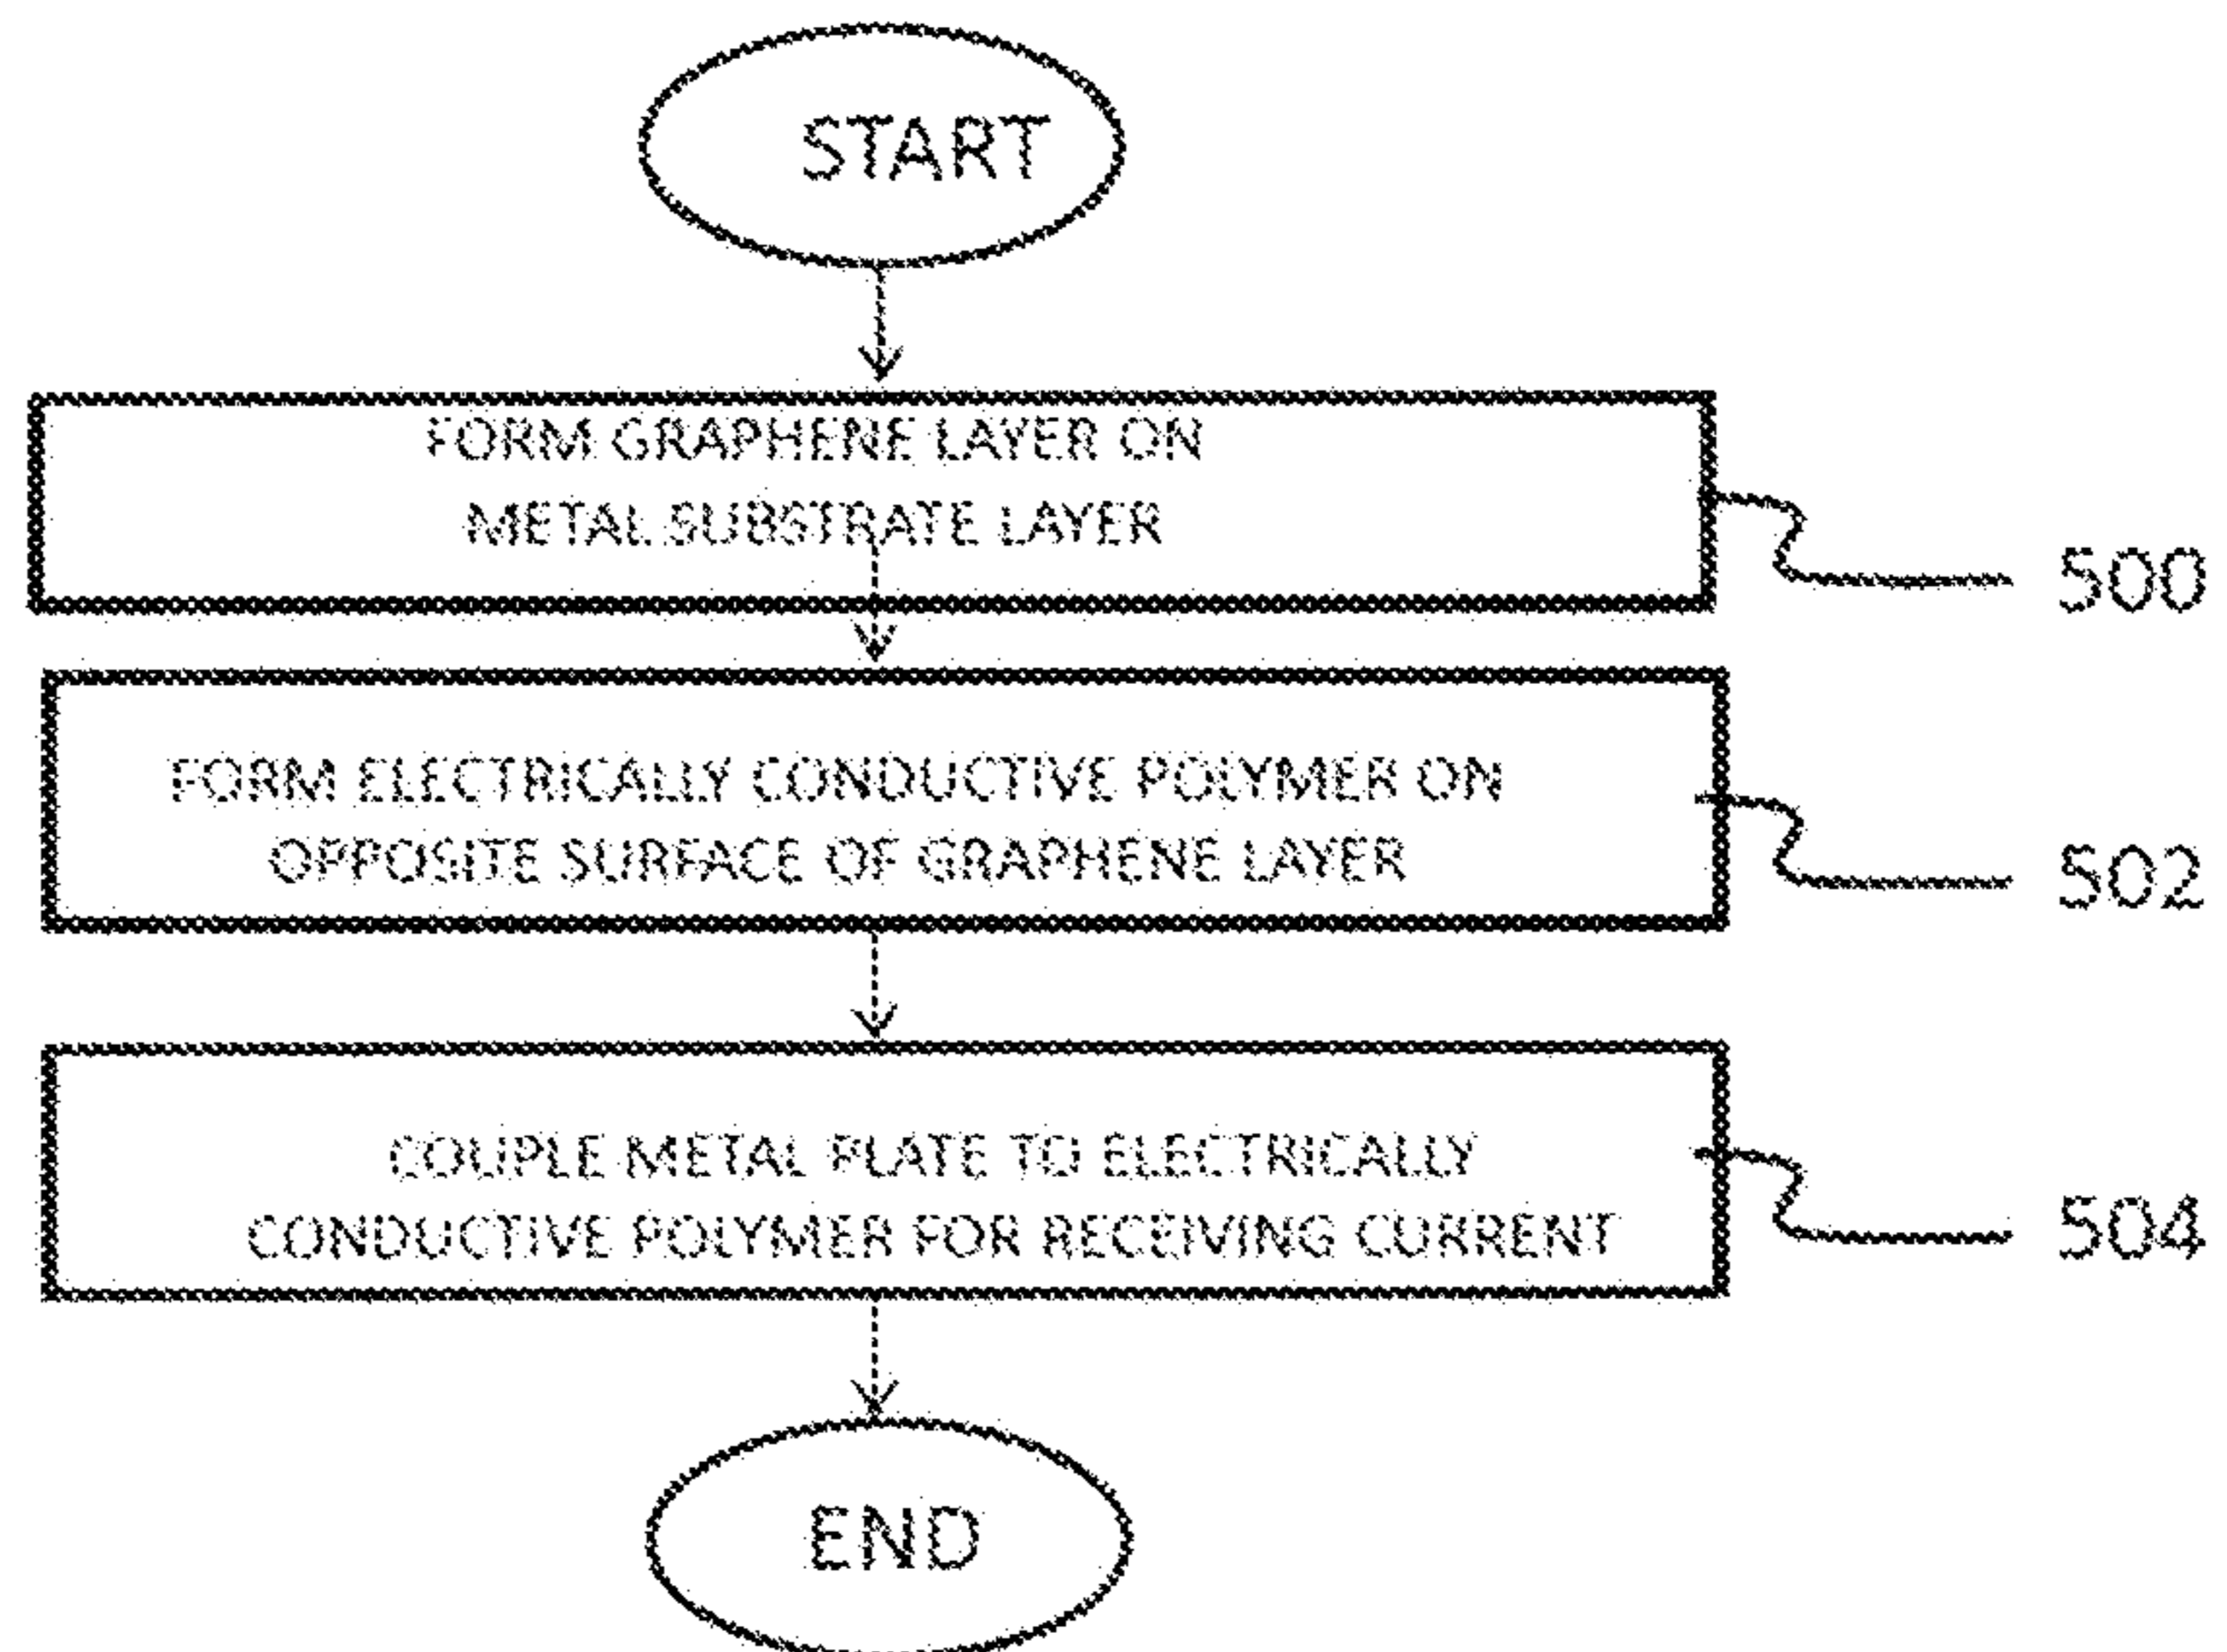 START
FORM GRAPHENE LAYER ON
METAL SUBSTRATE LAYER
500
FORM ELECTRICALLY CONDUCTIVE POLYMER ON
OPPOSITE SURFACE OF GRAPHENE LAYER
502
COUPLE METAL PLATE TO ELECTRICALLY
CONDUCTIVE POLYMER FOR RECEIVING CURRENT
504
END